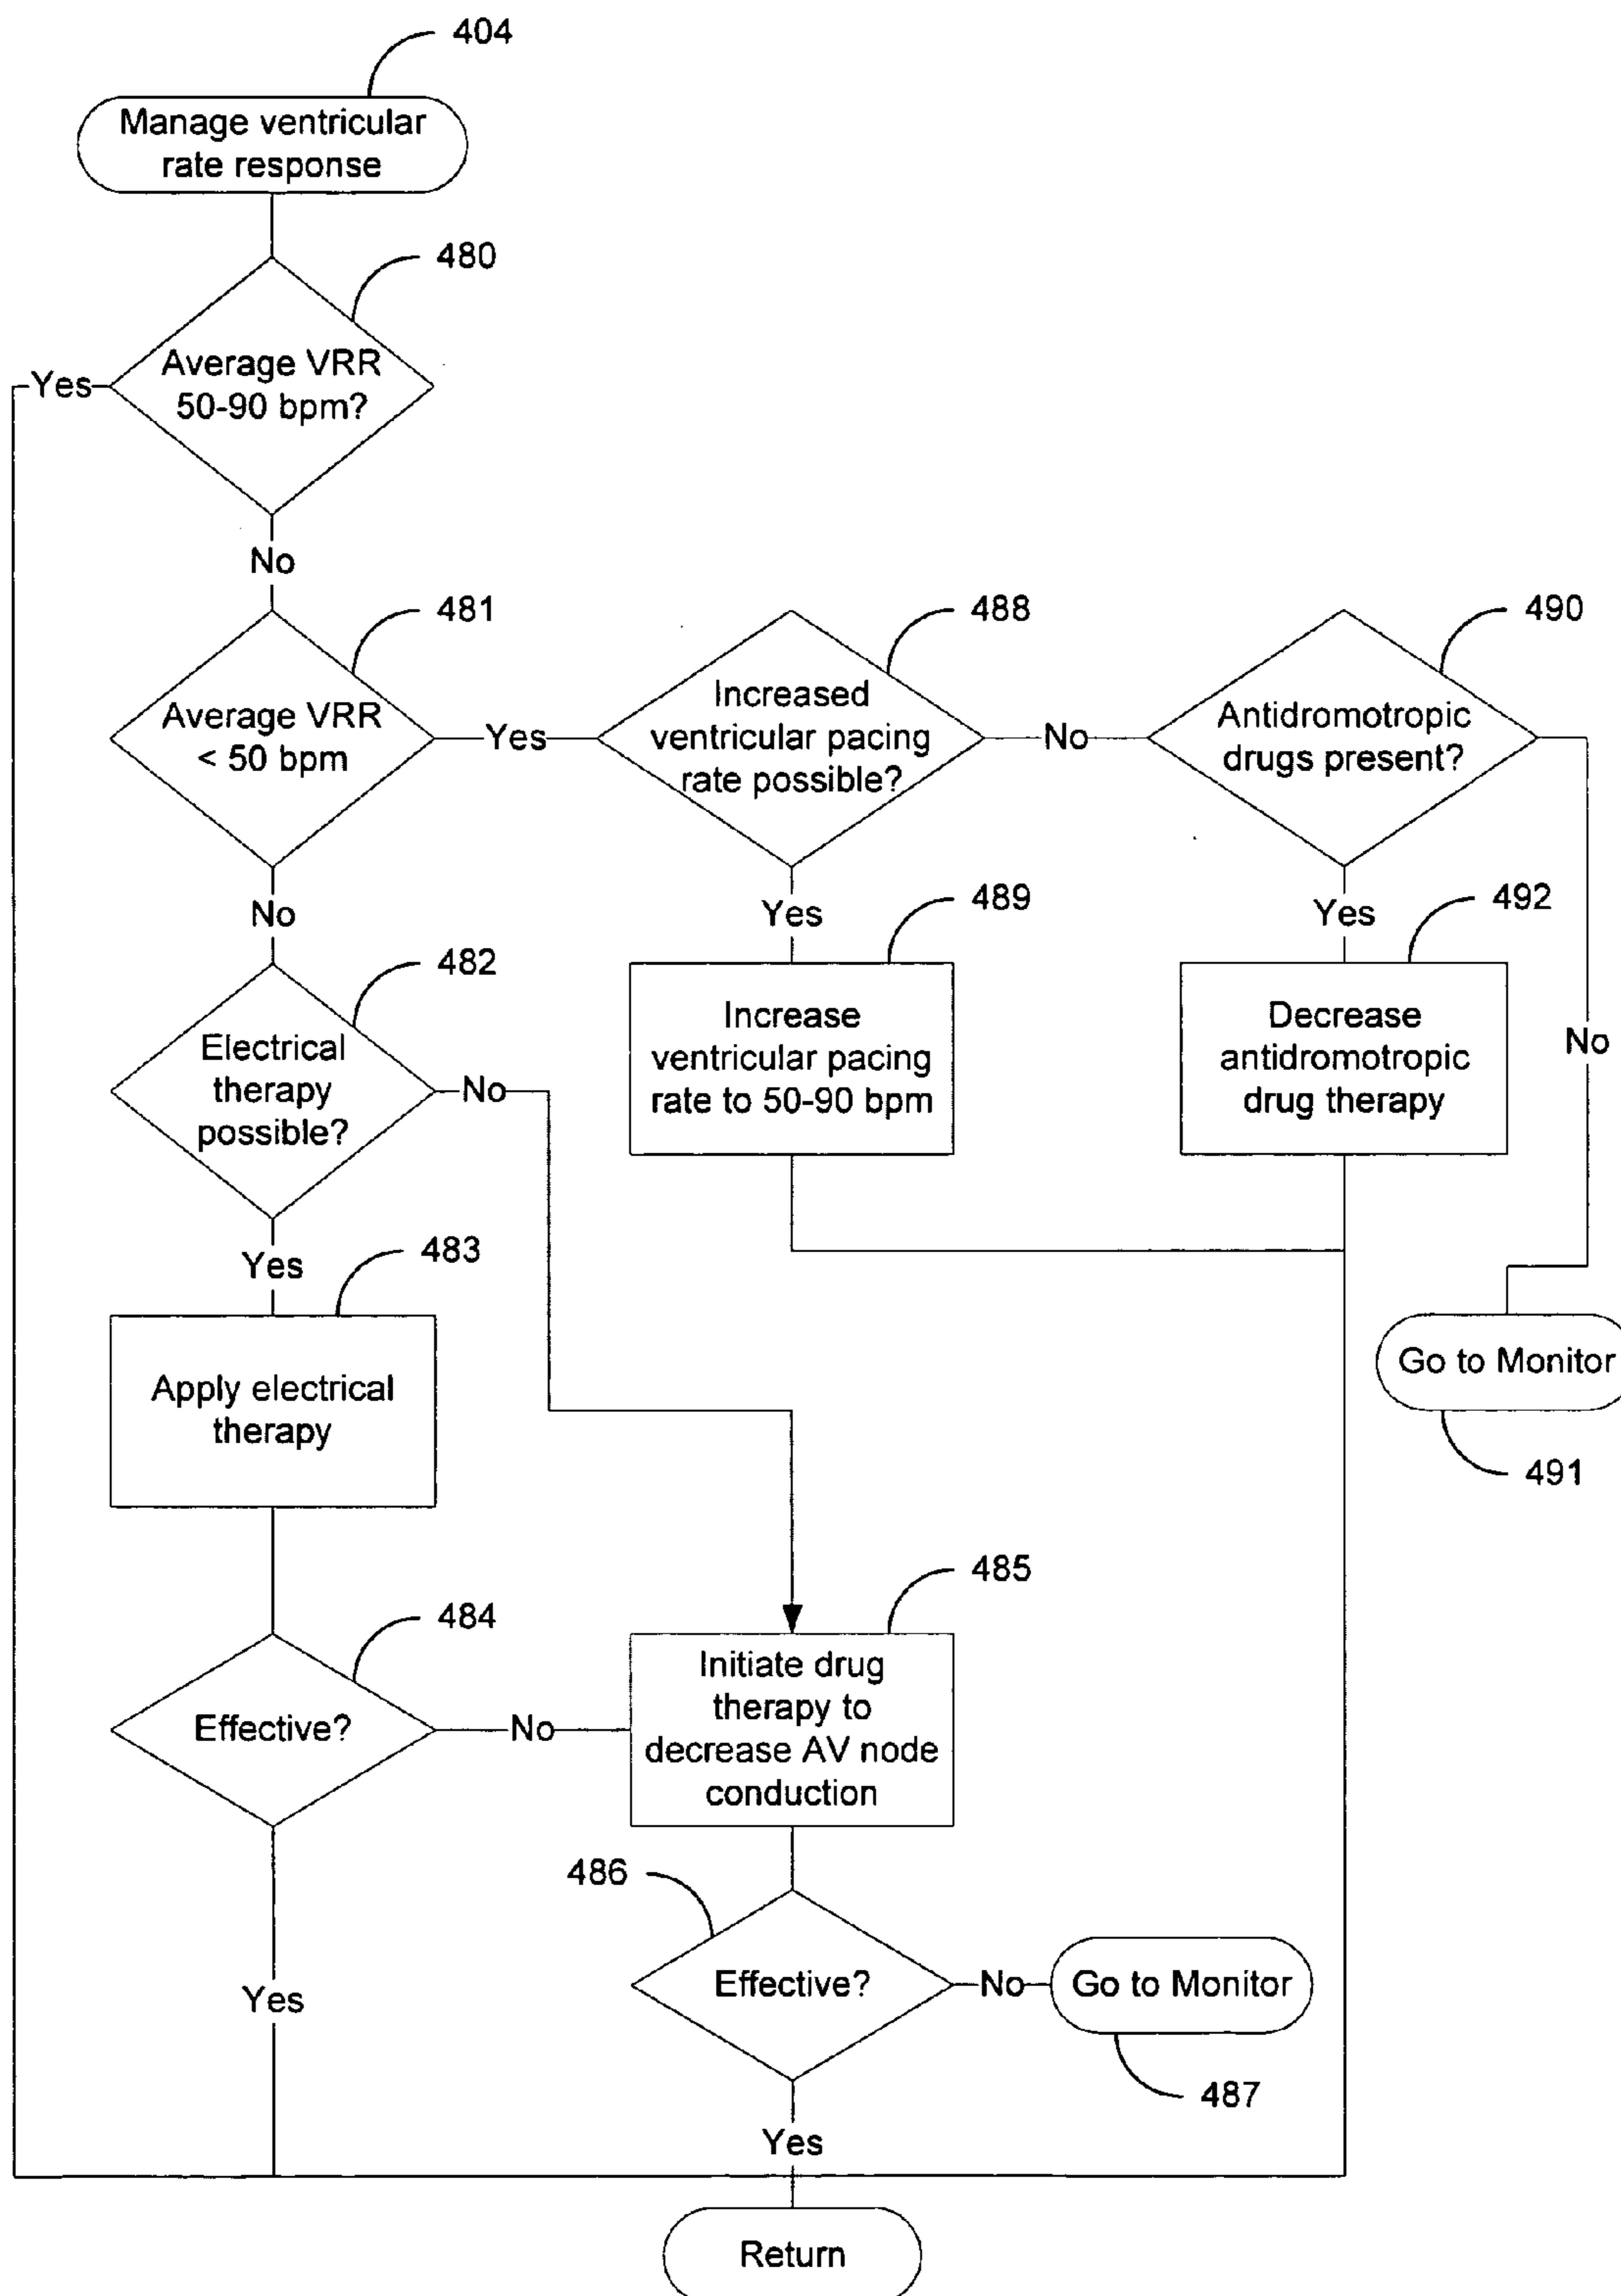 404
Manage ventricular
rate response
480
Average VRR
50-90 bpm?
Yes
No
481
Average VRR
< 50 bpm
Yes
488
Increased
ventricular pacing
rate possible?
No
490
Antidromotropic
drugs present?
No
482
Electrical
therapy
possible?
No
Yes
489
Increase
ventricular pacing
rate to 50-90 bpm
Yes
492
Decrease
antidromotropic
drug therapy
No
Yes
483
Apply electrical
therapy
Go to Monitor
491
484
Effective?
No
485
Initiate drug
therapy to
decrease AV node
conduction
486
Effective?
No
Go to Monitor
487
Yes
Yes
Return